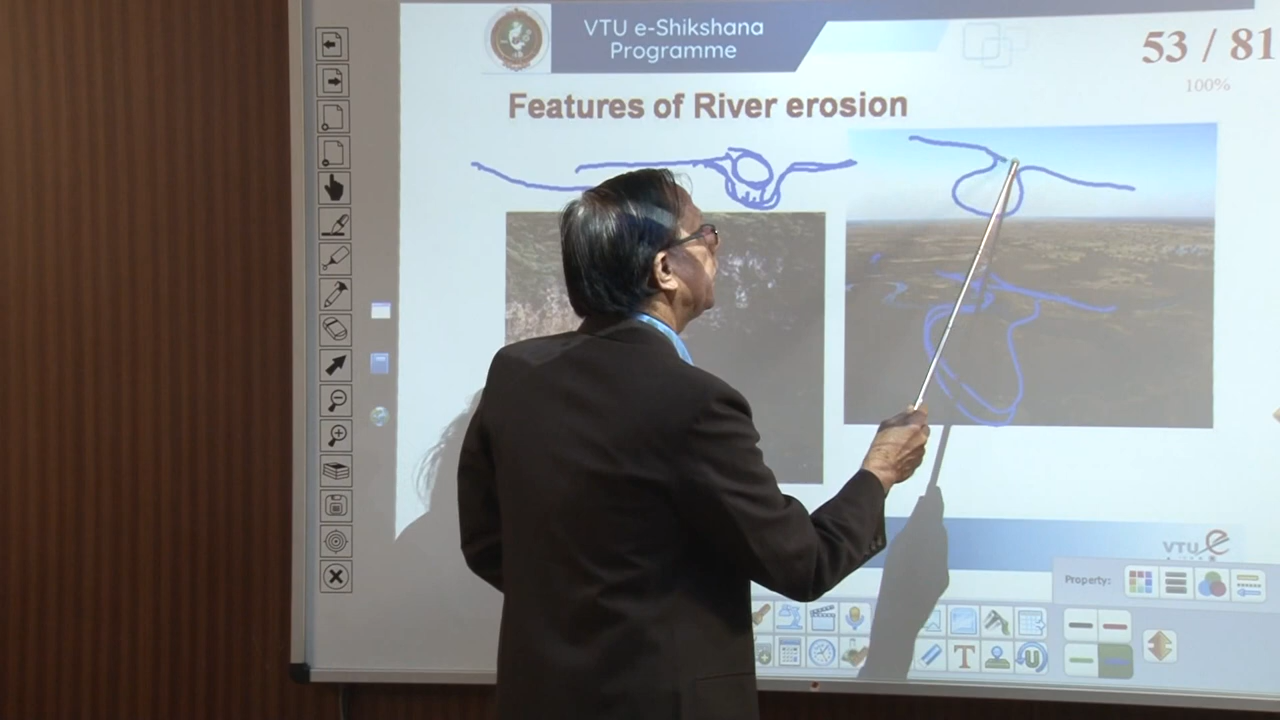 VTU e-Shikshana
Programme
53 / 81
100%
Features of River erosion
VTU e
Property:
T